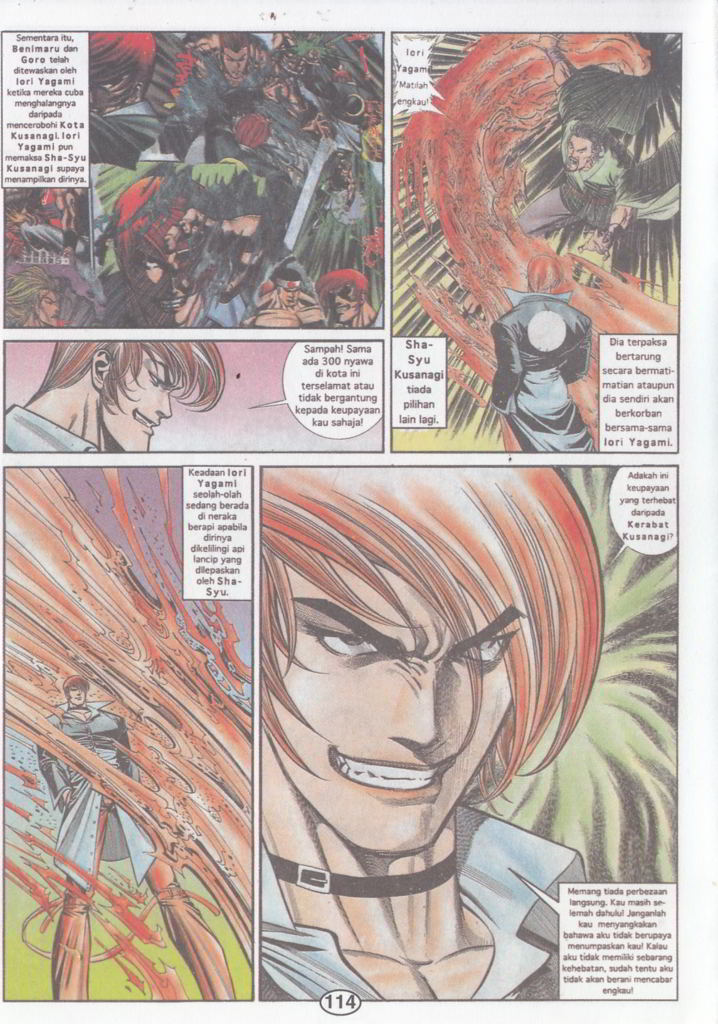 Sementara itu,
Benimaru dan
Goro telah
ditewaskan oleh
Iori Yagami
ketika mereka cuba
menghalangnya
daripada
mencerobohi Kota
Kusanagi. Iori
Yagami pun
memaksa Sha-Syu
Kusanagi supaya
menampilkan dirinya.
Iori
Yagami
Matilah
engkau!
Sha-
Syu
Kusanagi
tiada
pilihan
lain lagi.
Dia terpaksa
bertarung
secara bermati-
matian ataupun
dia sendiri akan
berkorban
bersama-sama
Iori Yagami.
Sampah! Sama
ada 300 nyawa
di kota ini
terselamat atau
tidak bergantung
kepada keupayaan
kau sahaja!
Keadaan Iori
Yagami
seolah-olah
sedang berada
di neraka
berapi apabila
dirinya
dikelilingi api
lancip yang
dilepaskan
oleh Sha-
Syu.
Adakah ini
keupayaan
yang terhebat
daripada
Kerabat
Kusanagi?
Memang tiada perbezaan
langsung. Kau masih se-
lemah dahulu! Janganlah
kau menyangkakan
bahawa aku tidak berupaya
menumpaskan kau! Kalau
aku tidak memiliki sebarang
kehebatan, sudah tentu aku
tidak akan berani mencabar
engkau!
114